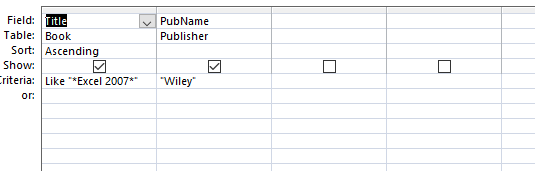 Field: Title PubName
Table: Book Publisher
Sort: Ascending
Show:
Criteria: Like "*Excel 2007*" "Wiley"
or: